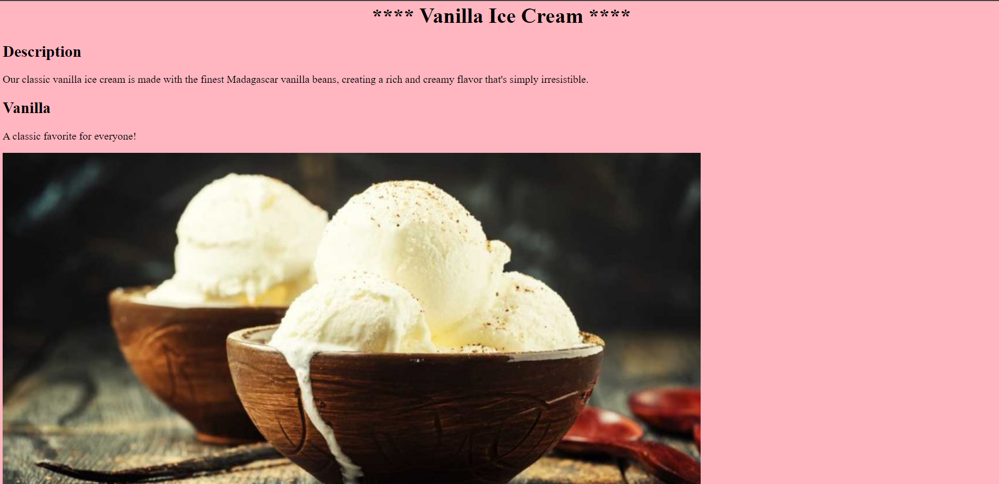 **** Vanilla Ice Cream ****
Description
Our classic vanilla ice cream is made with the finest Madagascar vanilla beans, creating a rich and creamy flavor that's simply irresistible.
Vanilla
A classic favorite for everyone!